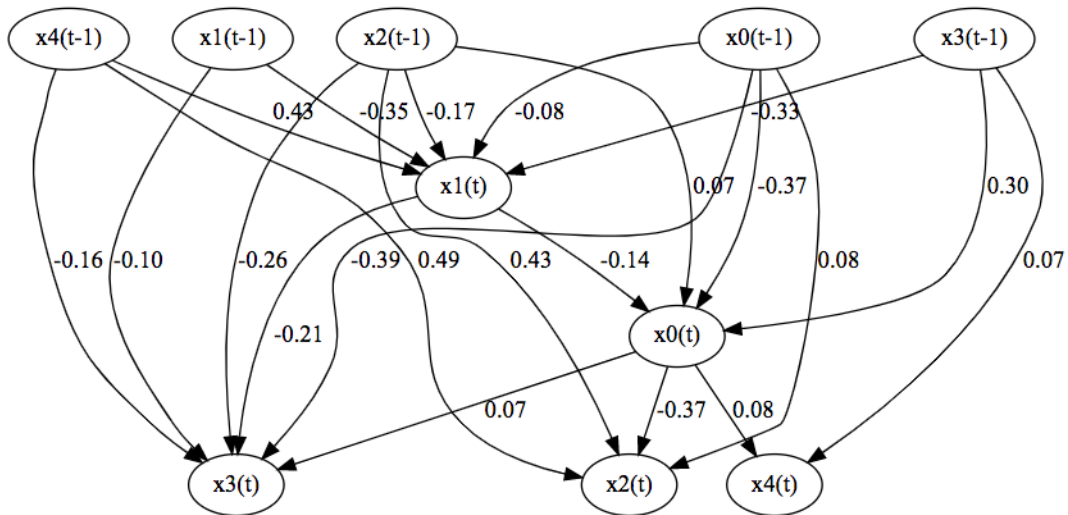 x4(t-1) x1(t-1) x2(t-1) x0(t-1) x3(t-1)
0.43 -0.35 -0.17 -0.08 -0.33
x1(t) 0.07 -0.37 0.30
-0.16 -0.10 -0.26 -0.39 0.49 0.43 -0.14 0.08 0.07
-0.21 x0(t)
0.07 -0.37 0.08
x3(t) x2(t) x4(t)